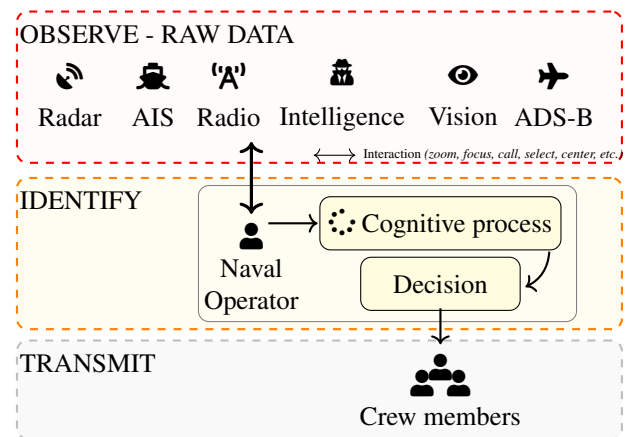 OBSERVE - RAW DATA
Radar AIS Radio Intelligence Vision ADS-B
Interaction (zoom, focus, call, select, center, etc.)
IDENTIFY
Cognitive process
Naval
Operator
Decision
TRANSMIT
Crew members